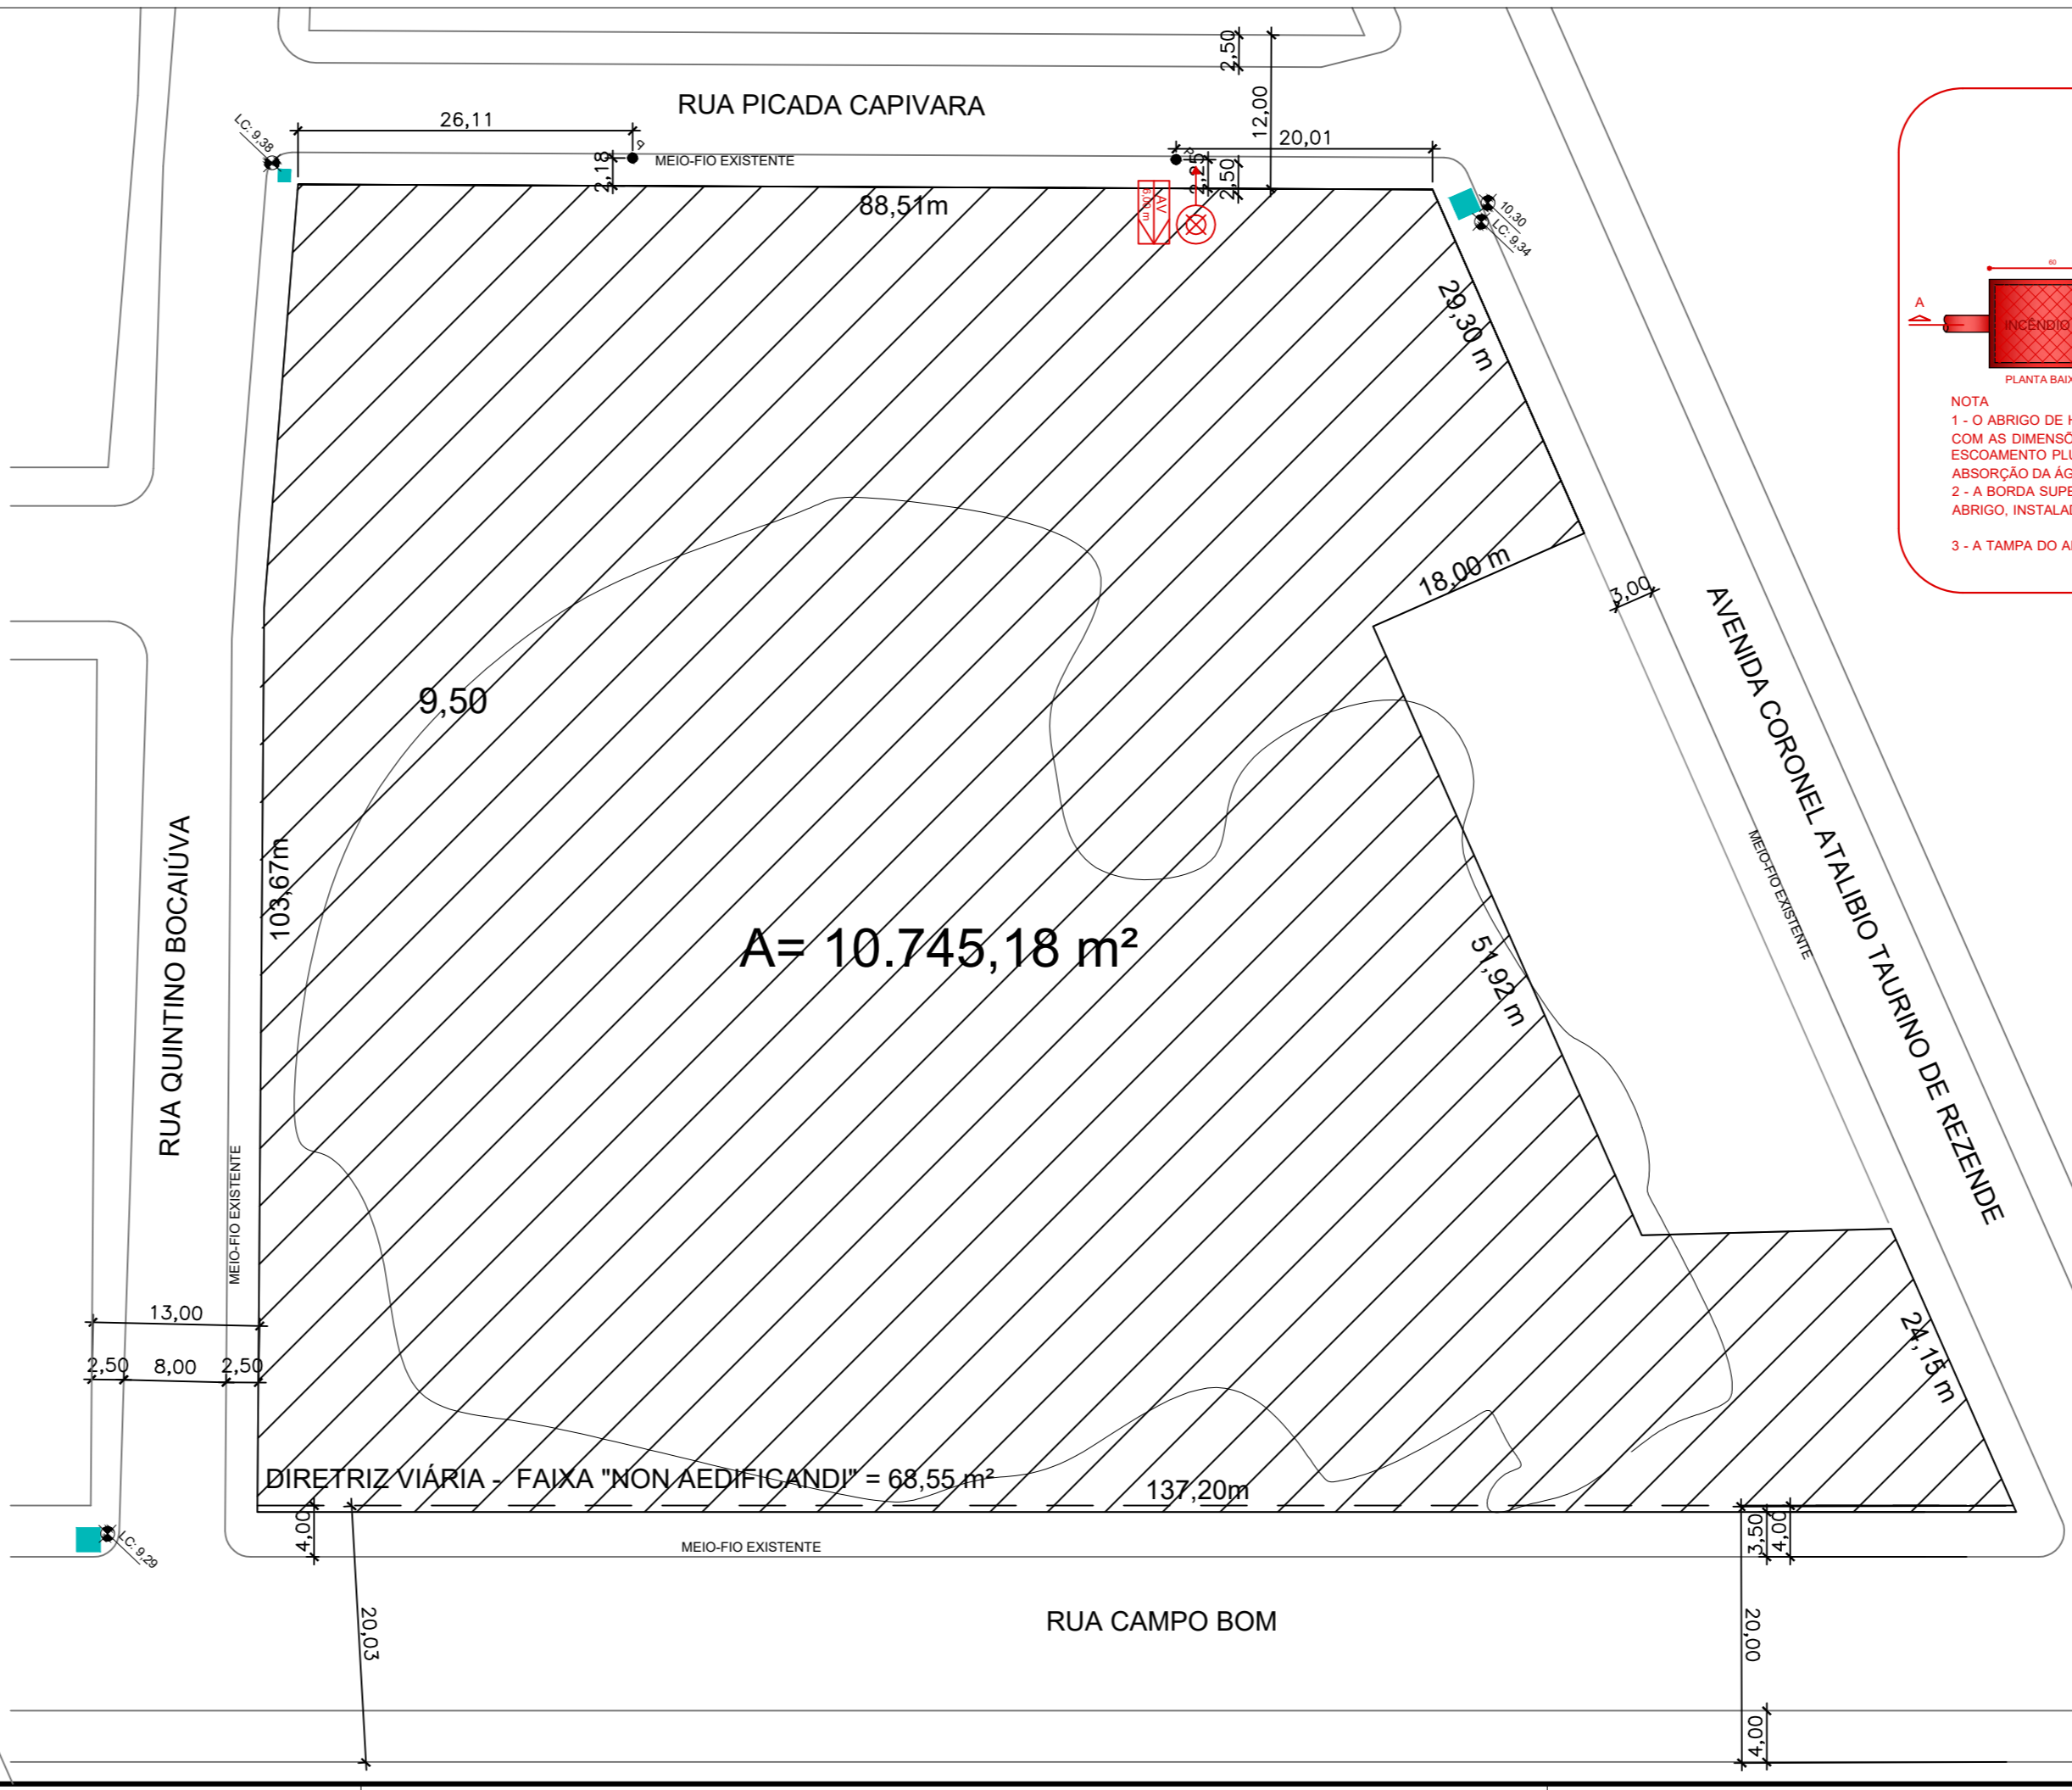 2,50
RUA PICADA CAPIVARA
12,00
26,11
20,01
LC: 9,38
P
P
MEIO-FIO EXISTENTE
2,18
2,25
2,50
AV
88,51m
10,30
LC: 9,34
29,30 m
60
A
INCÊNDIO
PLANTA BAIX
NOTA
1 - O ABRIGO DE H
COM AS DIMENSÕ
ESCOAMENTO PLU
ABSORÇÃO DA ÁG
2 - A BORDA SUPE
ABRIGO, INSTALAD
3 - A TAMPA DO AB
18,00 m
3,00
AVENIDA CORONEL ATALIBIO TAURINO DE REZENDE
9,50
MEIO-FIO EXISTENTE
RUA QUINTINO BOCAIÚVA
103,67m
A= 10.745,18 m²
51,92 m
MEIO-FIO EXISTENTE
13,00
2,50
8,00
2,50
24,15 m
DIRETRIZ VIÁRIA - FAIXA "NON AEDIFICANDI" = 68,55 m²
137,20m
4,00
3,50
4,00
LC: 9,29
MEIO-FIO EXISTENTE
20,03
RUA CAMPO BOM
20,00
4,00